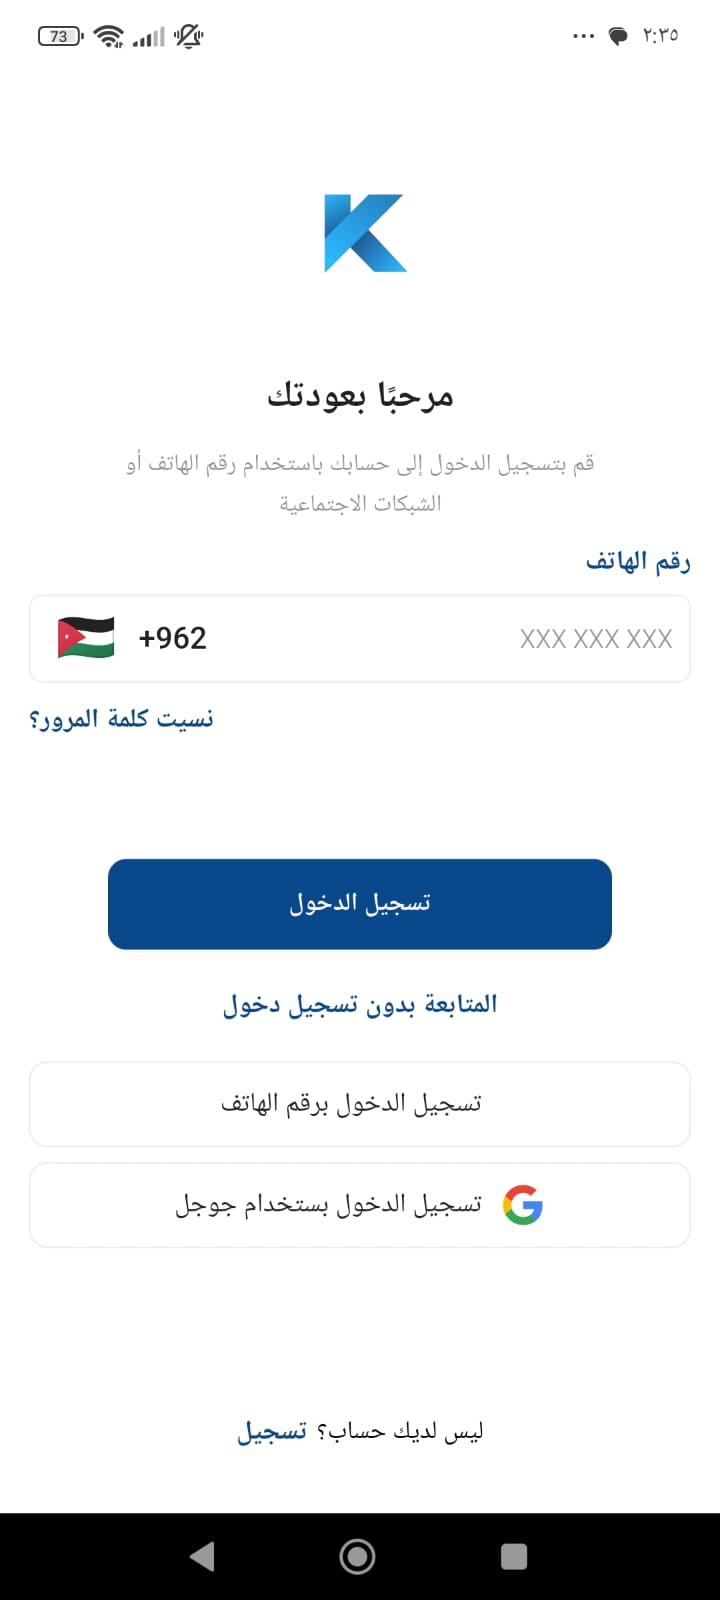 73
... ٢:٣٥
مرحبًا بعودتك
قم بتسجيل الدخول إلى حسابك باستخدام رقم الهاتف أو
الشبكات الاجتماعية
رقم الهاتف
+962 XXX XXX XXX
نسيت كلمة المرور؟
تسجيل الدخول
المتابعة بدون تسجيل دخول
تسجيل الدخول برقم الهاتف
تسجيل الدخول بستخدام جوجل
ليس لديك حساب؟ تسجيل